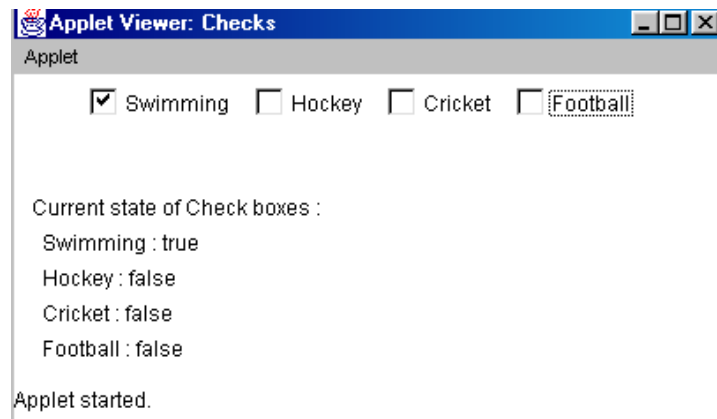 Applet Viewer: Checks
Applet
Swimming Hockey Cricket Football
Current state of Check boxes :
Swimming : true
Hockey : false
Cricket : false
Football : false
Applet started.